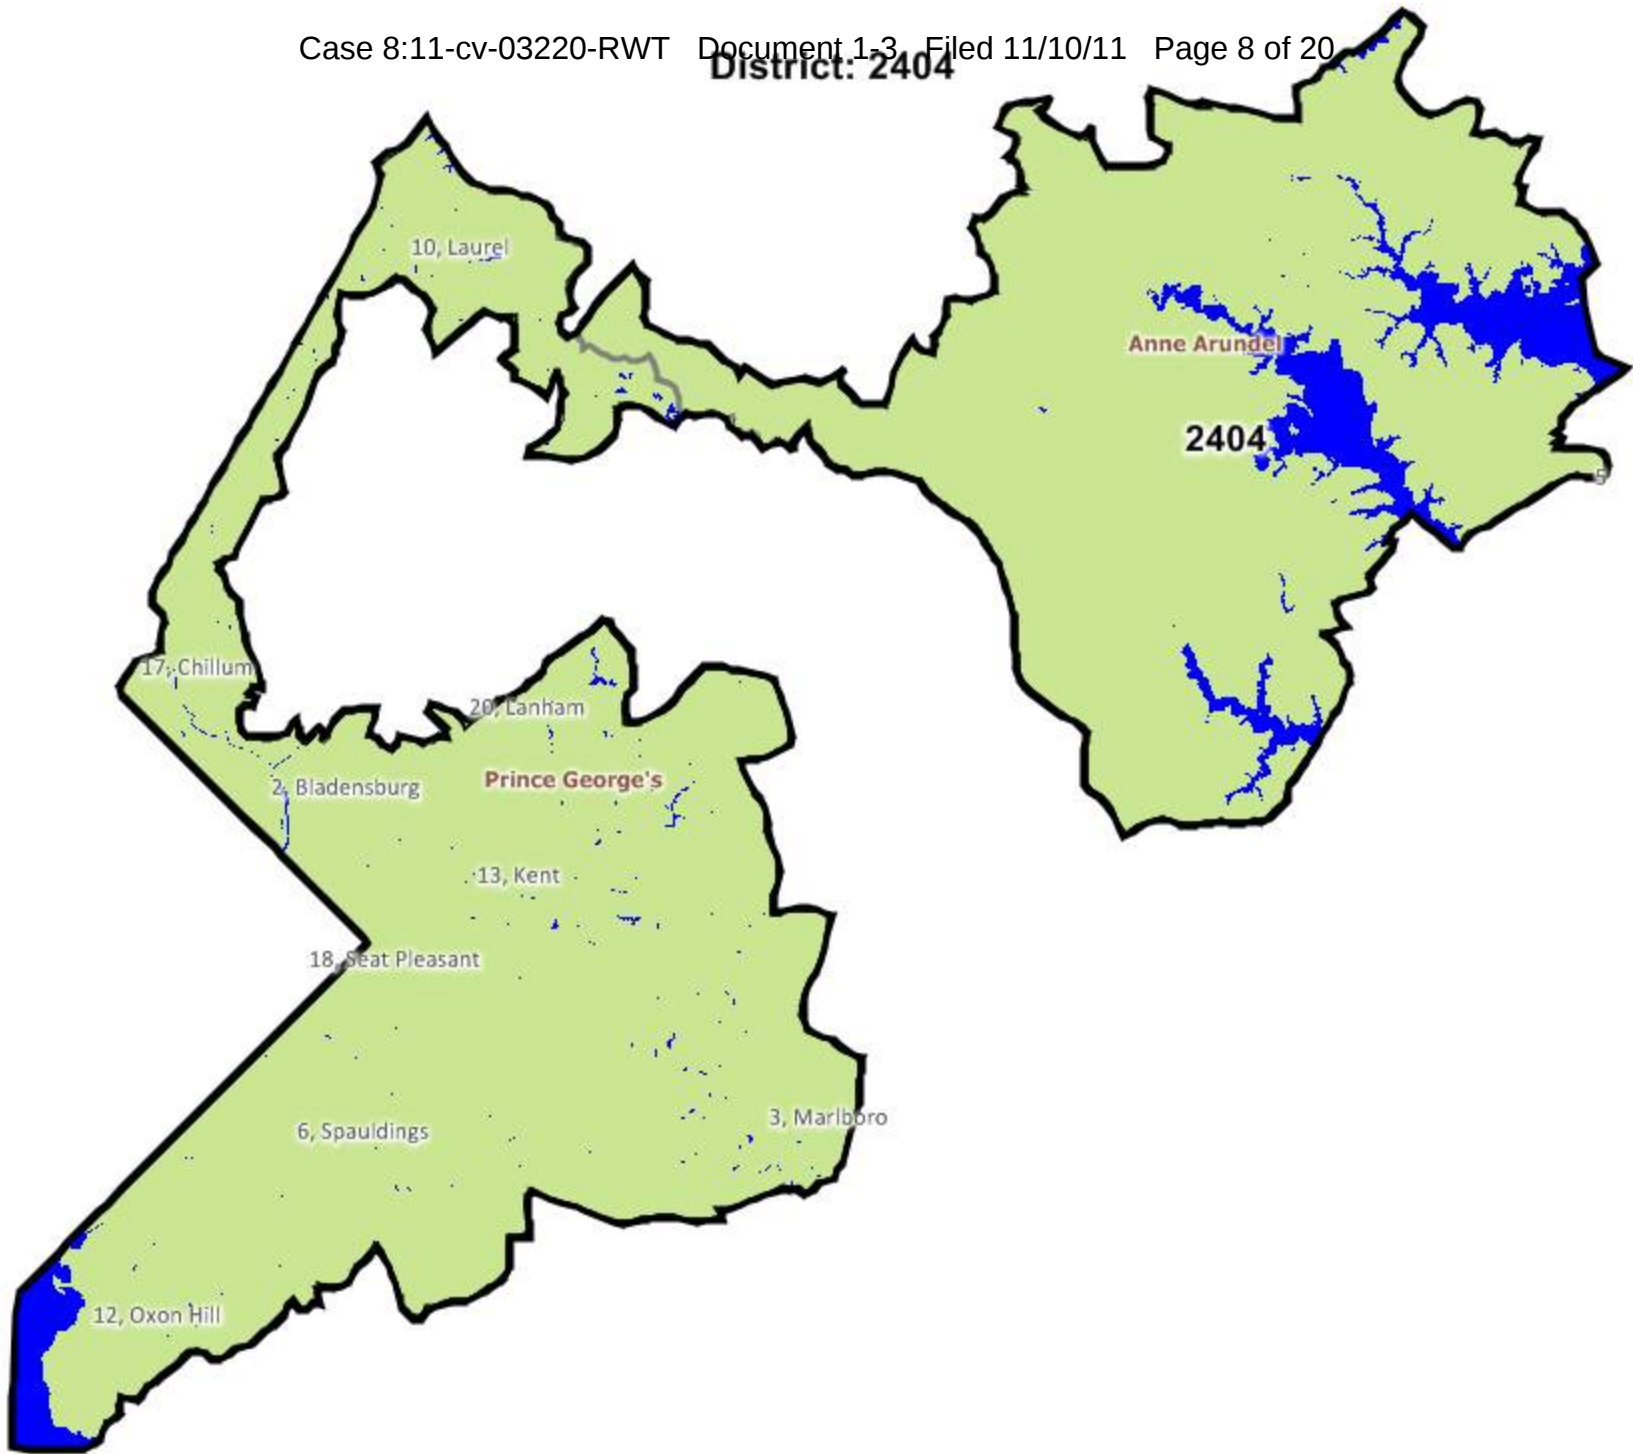 Case 8:11-cv-03220-RWT Document 1-3 Filed 11/10/11 Page 8 of 20
District: 2404
10, Laurel
Anne Arundel
2404
5
17, Chillum
20, Lanham
Prince George's
2, Bladensburg
13, Kent
18, Seat Pleasant
3, Marlboro
6, Spauldings
12, Oxon Hill